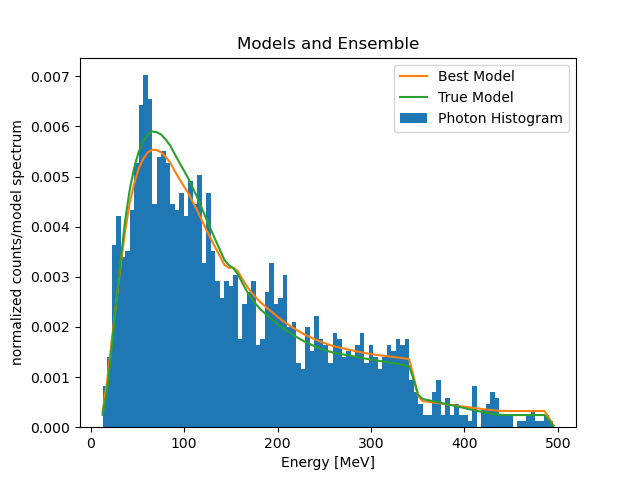 Models and Ensemble
Best Model
True Model
Photon Histogram
normalized counts/model spectrum
0.007
0.006
0.005
0.004
0.003
0.002
0.001
0.000
0 100 200 300 400 500
Energy [MeV]